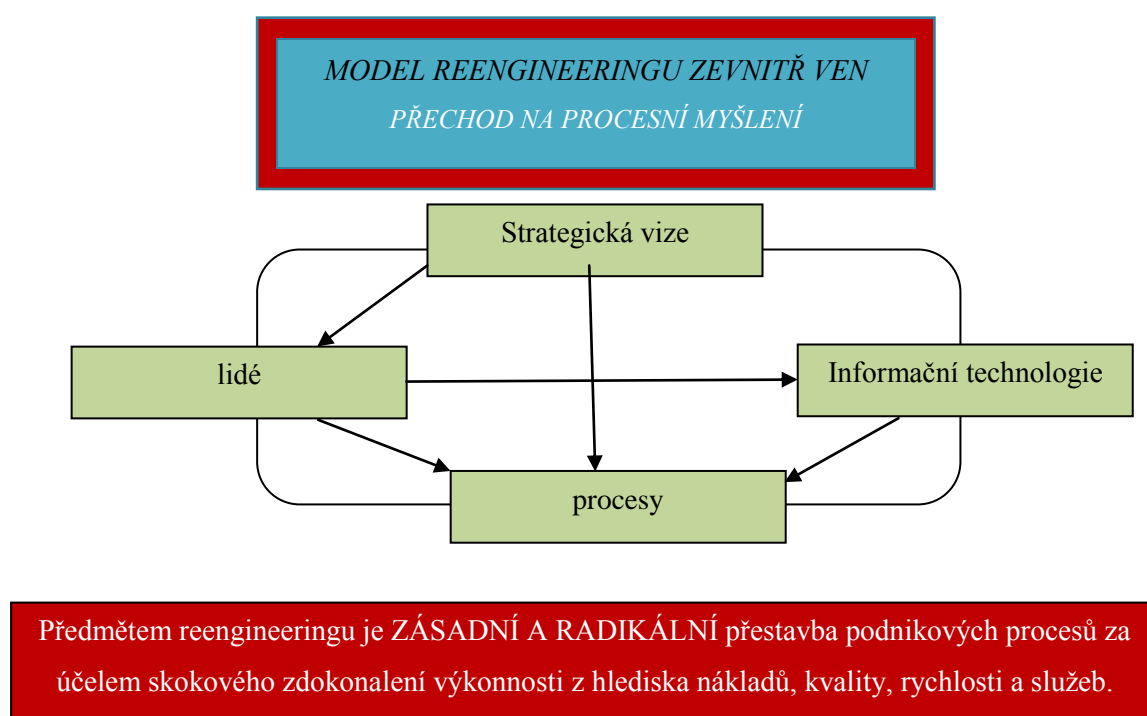 MODEL REENGINEERINGU ZEVNITŘ VEN
PŘECHOD NA PROCESNÍ MYŠLENÍ
Strategická vize
lidé
Informační technologie
procesy
Předmětem reengineeringu je ZÁSADNÍ A RADIKÁLNÍ přestavba podnikových procesů za
účelem skokového zdokonalení výkonnosti z hlediska nákladů, kvality, rychlosti a služeb.